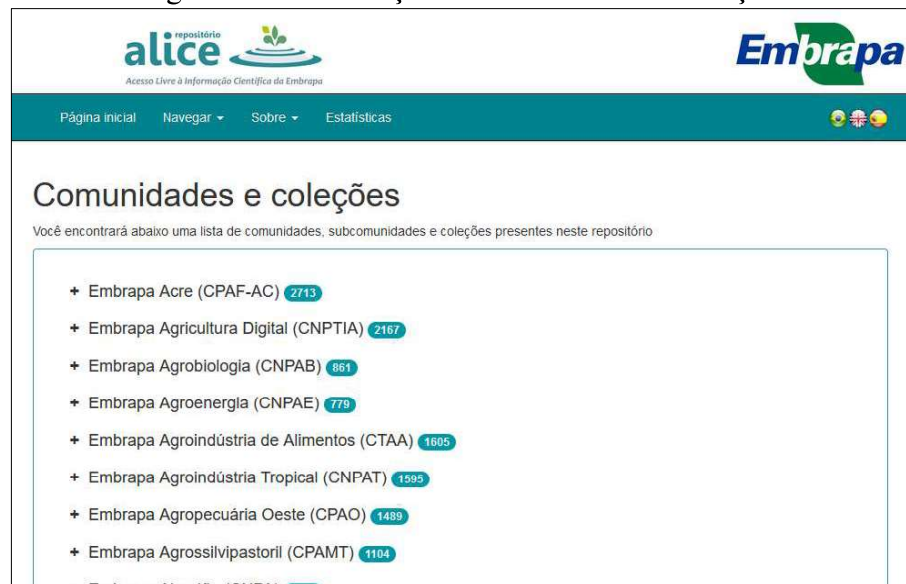 repositório
alice
Acesso Livre à Informação Científica da Embrapa
Embrapa
Página inicial Navegar Sobre Estatísticas
Comunidades e coleções
Você encontrará abaixo uma lista de comunidades, subcomunidades e coleções presentes neste repositório
+ Embrapa Acre (CPAF-AC) 2713
+ Embrapa Agricultura Digital (CNPTIA) 2167
+ Embrapa Agrobiologia (CNPAB) 861
+ Embrapa Agroenergia (CNPAE) 779
+ Embrapa Agroindústria de Alimentos (CTAA) 1605
+ Embrapa Agroindústria Tropical (CNPAT) 1595
+ Embrapa Agropecuária Oeste (CPAO) 1489
+ Embrapa Agrossilvipastoril (CPAMT) 1104